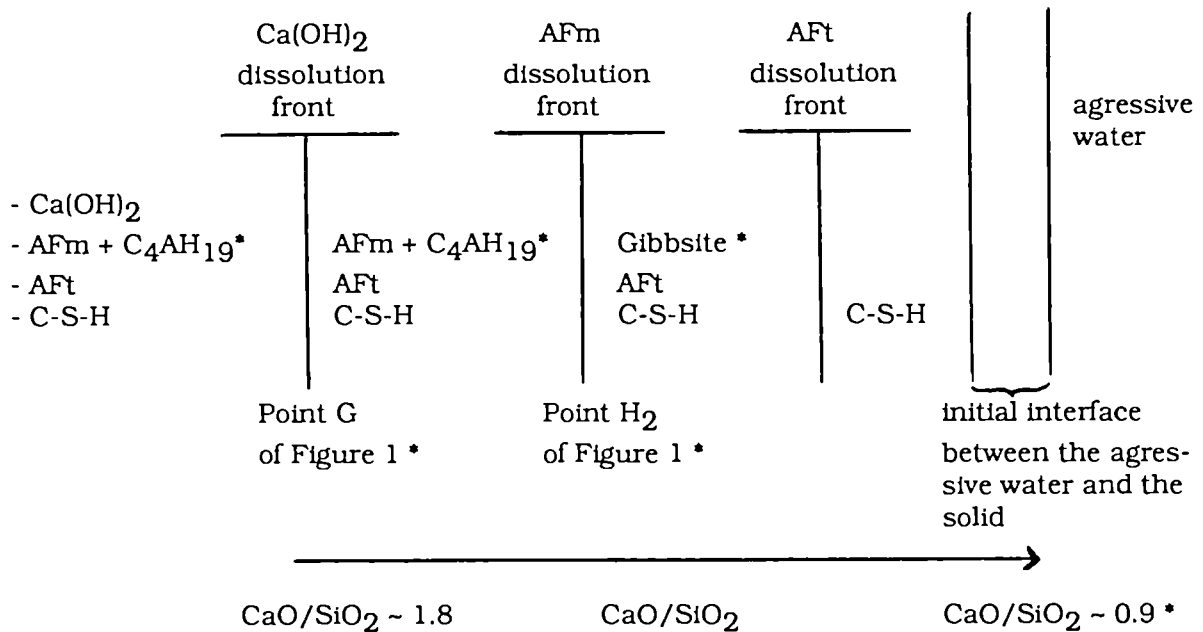 Ca(OH)2
dissolution
front
AFm
dissolution
front
AFt
dissolution
front
agressive
water
- Ca(OH)2
- AFm + C4AH19*
- AFt
- C-S-H
AFm + C4AH19*
AFt
C-S-H
Gibbsite *
AFt
C-S-H
C-S-H
Point G
of Figure 1 *
Point H2
of Figure 1 *
initial interface
between the agres-
sive water and the
solid
CaO/SiO2 ~ 1.8
CaO/SiO2
CaO/SiO2 ~ 0.9 *